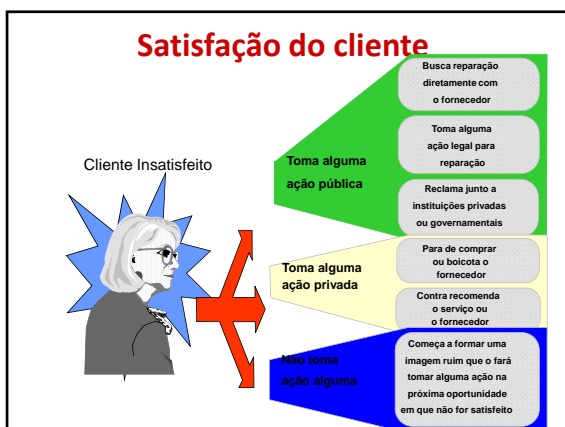 Satisfação do cliente
Cliente Insatisfeito
Toma alguma
ação pública
Busca reparação
diretamente com
o fornecedor
Toma alguma
ação legal para
reparação
Reclama junto a
instituições privadas
ou governamentais
Toma alguma
ação privada
Para de comprar
ou boicota o
fornecedor
Contra recomenda
o serviço ou
o fornecedor
Não toma
ação alguma
Começa a formar uma
imagem ruim que o fará
tomar alguma ação na
próxima oportunidade
em que não for satisfeito